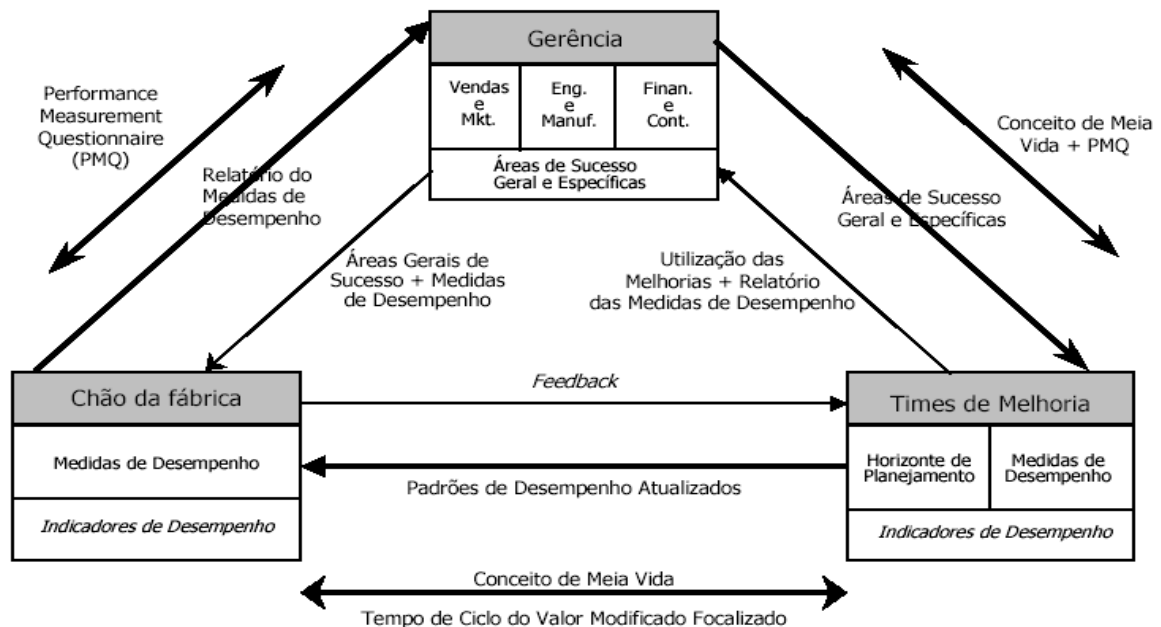 Gerência
Vendas
e
Mkt.
Eng.
e
Manuf.
Finan.
e
Cont.
Áreas de Sucesso
Geral e Específicas
Performance
Measurement
Questionnaire
(PMQ)
Relatório do
Medidas de
Desempenho
Conceito de Meia
Vida + PMQ
Áreas de Sucesso
Geral e Específicas
Áreas Gerais de
Sucesso + Medidas
de Desempenho
Utilização das
Melhorias + Relatório
das Medidas de Desempenho
Chão da fábrica
Medidas de Desempenho
Indicadores de Desempenho
Feedback
Padrões de Desempenho Atualizados
Times de Melhoria
Horizonte de
Planejamento
Medidas de
Desempenho
Indicadores de Desempenho
Conceito de Meia Vida
Tempo de Ciclo do Valor Modificado Focalizado